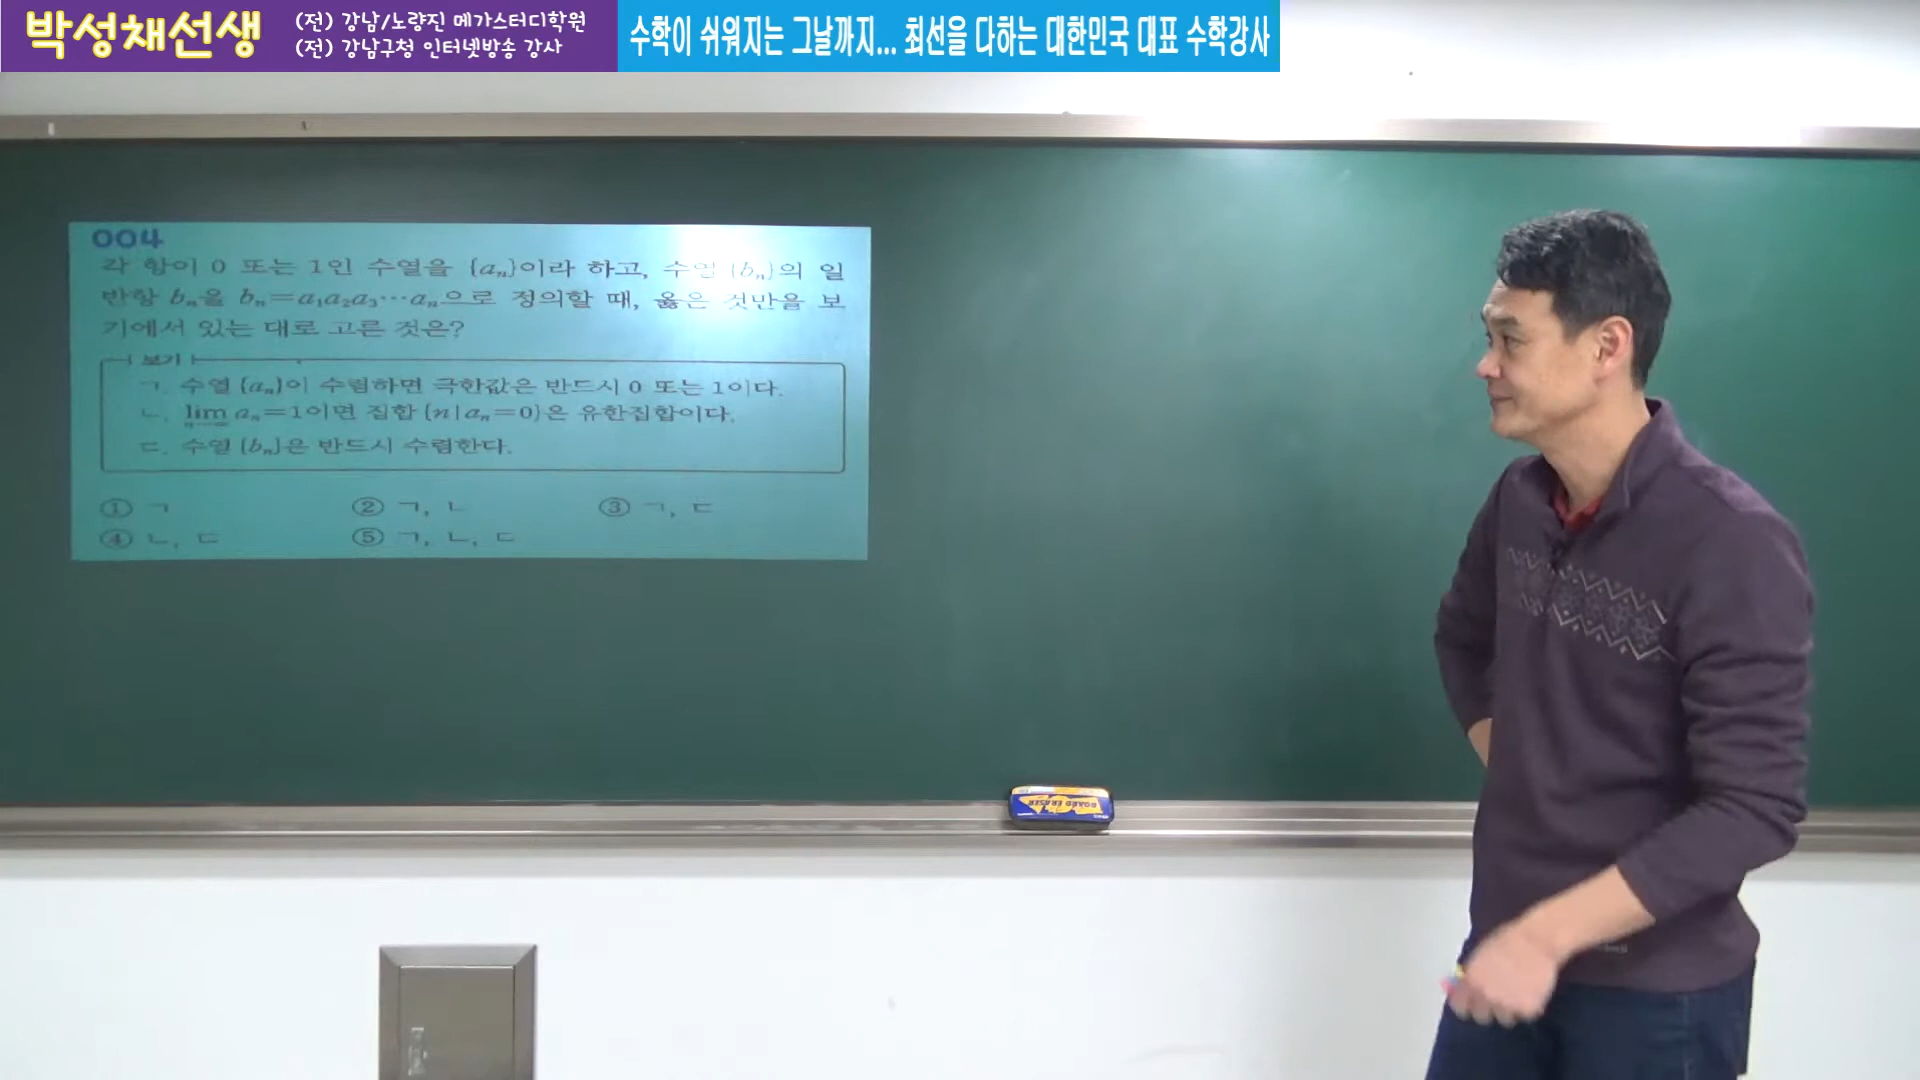 박성채선생
(전) 강남/노량진 메가스터디학원
(전) 강남구청 인터넷방송 강사
수학이 쉬워지는 그날까지... 최선을 다하는 대한민국 대표 수학강사
004
각 항이 0 또는 1인 수열을 {aₙ}이라 하고, 수열 {bₙ}의 일
반항 bₙ을 bₙ=a₁a₂a₃⋯aₙ으로 정의할 때, 옳은 것만을 보
기에서 있는 대로 고른 것은?
보기
ㄱ. 수열 {aₙ}이 수렴하면 극한값은 반드시 0 또는 1이다.
ㄴ. lim aₙ=1이면 집합 {n|aₙ=0}은 유한집합이다.
n→∞
ㄷ. 수열 {bₙ}은 반드시 수렴한다.
① ㄱ ② ㄱ, ㄴ ③ ㄱ, ㄷ
④ ㄴ, ㄷ ⑤ ㄱ, ㄴ, ㄷ
BOARD ERASER